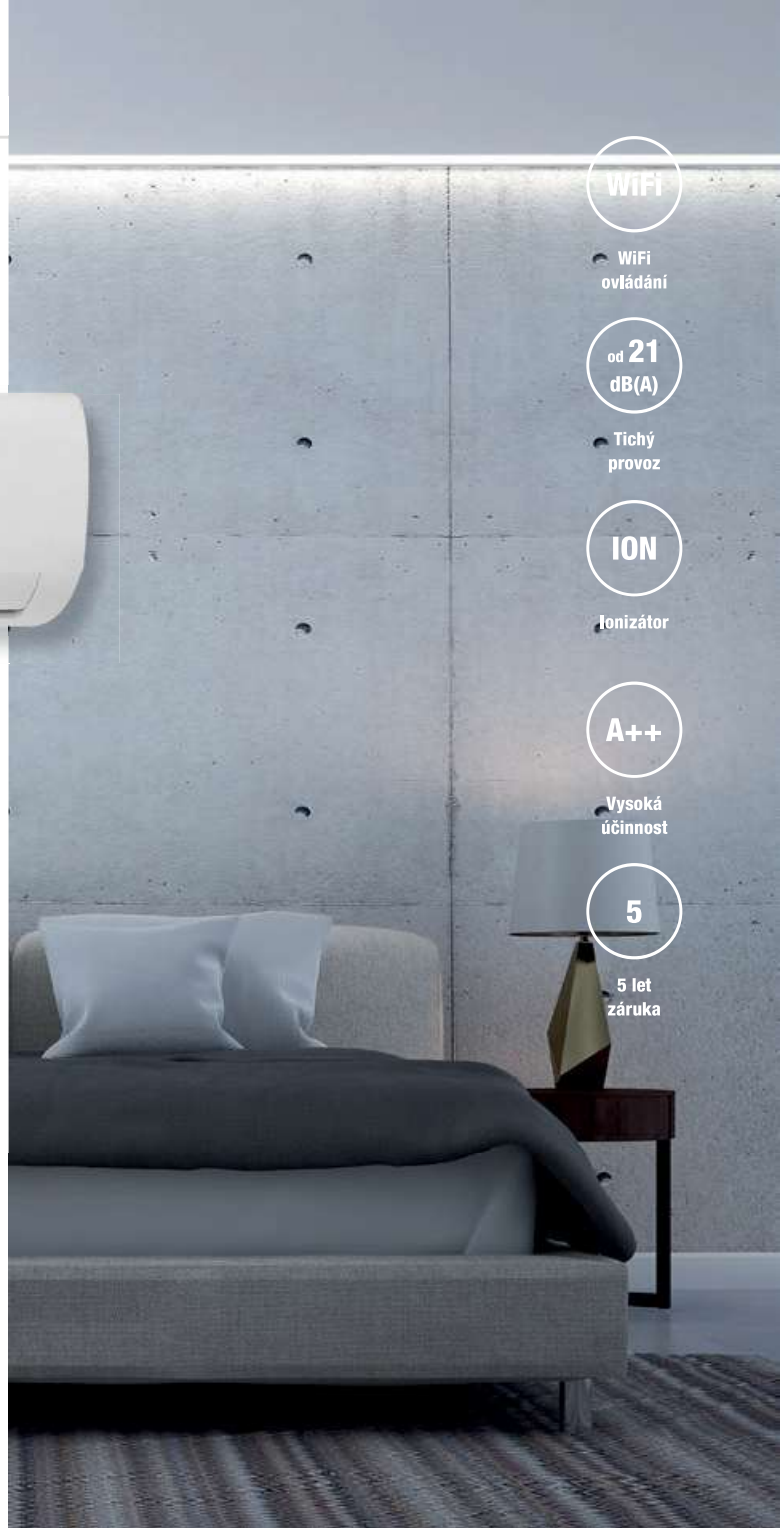 WiFi
WiFi
ovládání
od 21
dB(A)
Tichý
provoz
ION
Ionizátor
A++
Vysoká
účinnost
5
5 let
záruka